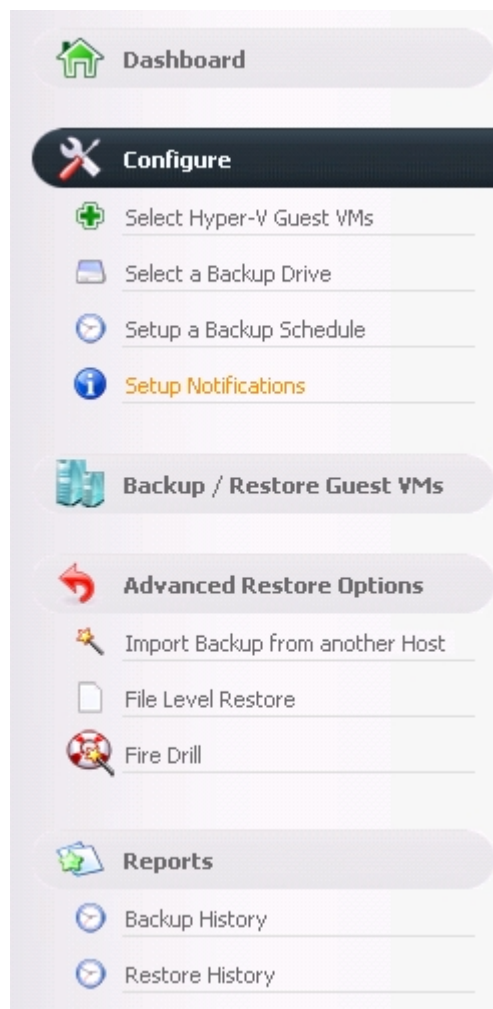 Dashboard
Configure
Select Hyper-V Guest VMs
Select a Backup Drive
Setup a Backup Schedule
Setup Notifications
Backup / Restore Guest VMs
Advanced Restore Options
Import Backup from another Host
File Level Restore
Fire Drill
Reports
Backup History
Restore History